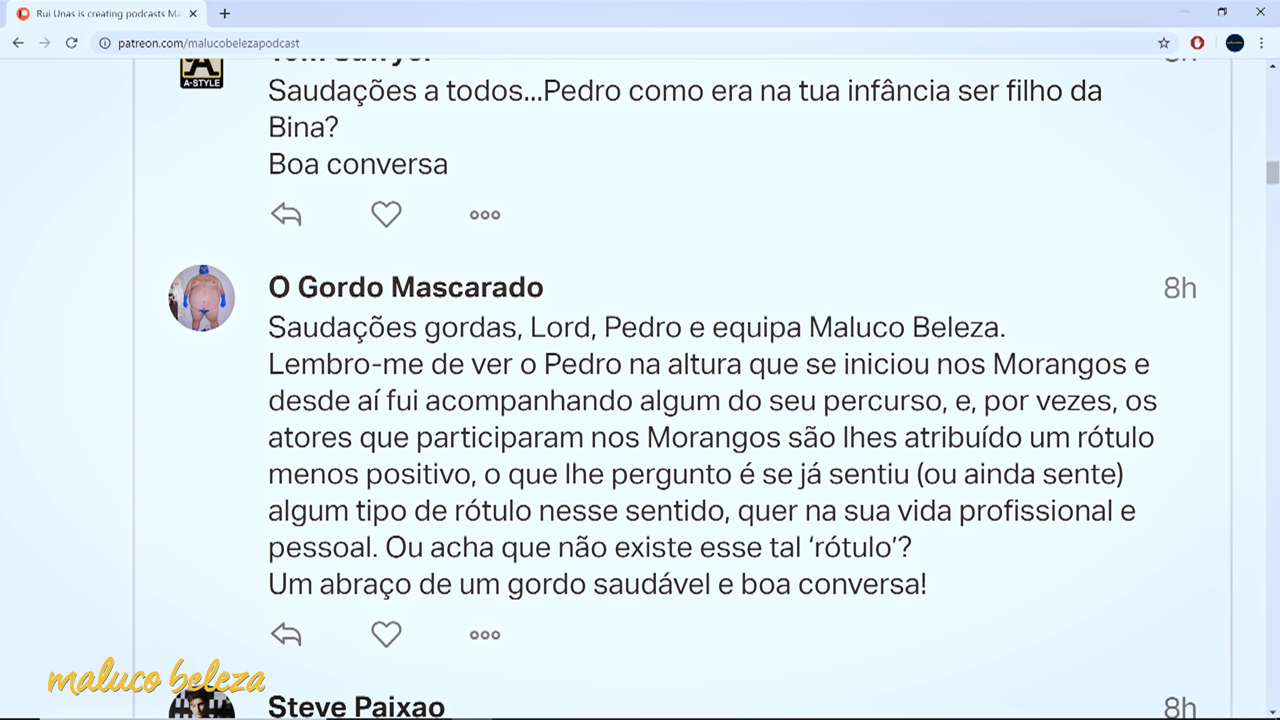 Rui Unas is creating podcasts Ma
patreon.com/malucobelezapodcast
A-STYLE
Tom Sawyer
Saudações a todos...Pedro como era na tua infância ser filho da
Bina?
Boa conversa
O Gordo Mascarado
8h
Saudações gordas, Lord, Pedro e equipa Maluco Beleza.
Lembro-me de ver o Pedro na altura que se iniciou nos Morangos e
desde aí fui acompanhando algum do seu percurso, e, por vezes, os
atores que participaram nos Morangos são lhes atribuído um rótulo
menos positivo, o que lhe pergunto é se já sentiu (ou ainda sente)
algum tipo de rótulo nesse sentido, quer na sua vida profissional e
pessoal. Ou acha que não existe esse tal ‘rótulo’?
Um abraço de um gordo saudável e boa conversa!
maluco beleza
Steve Paixao
8h